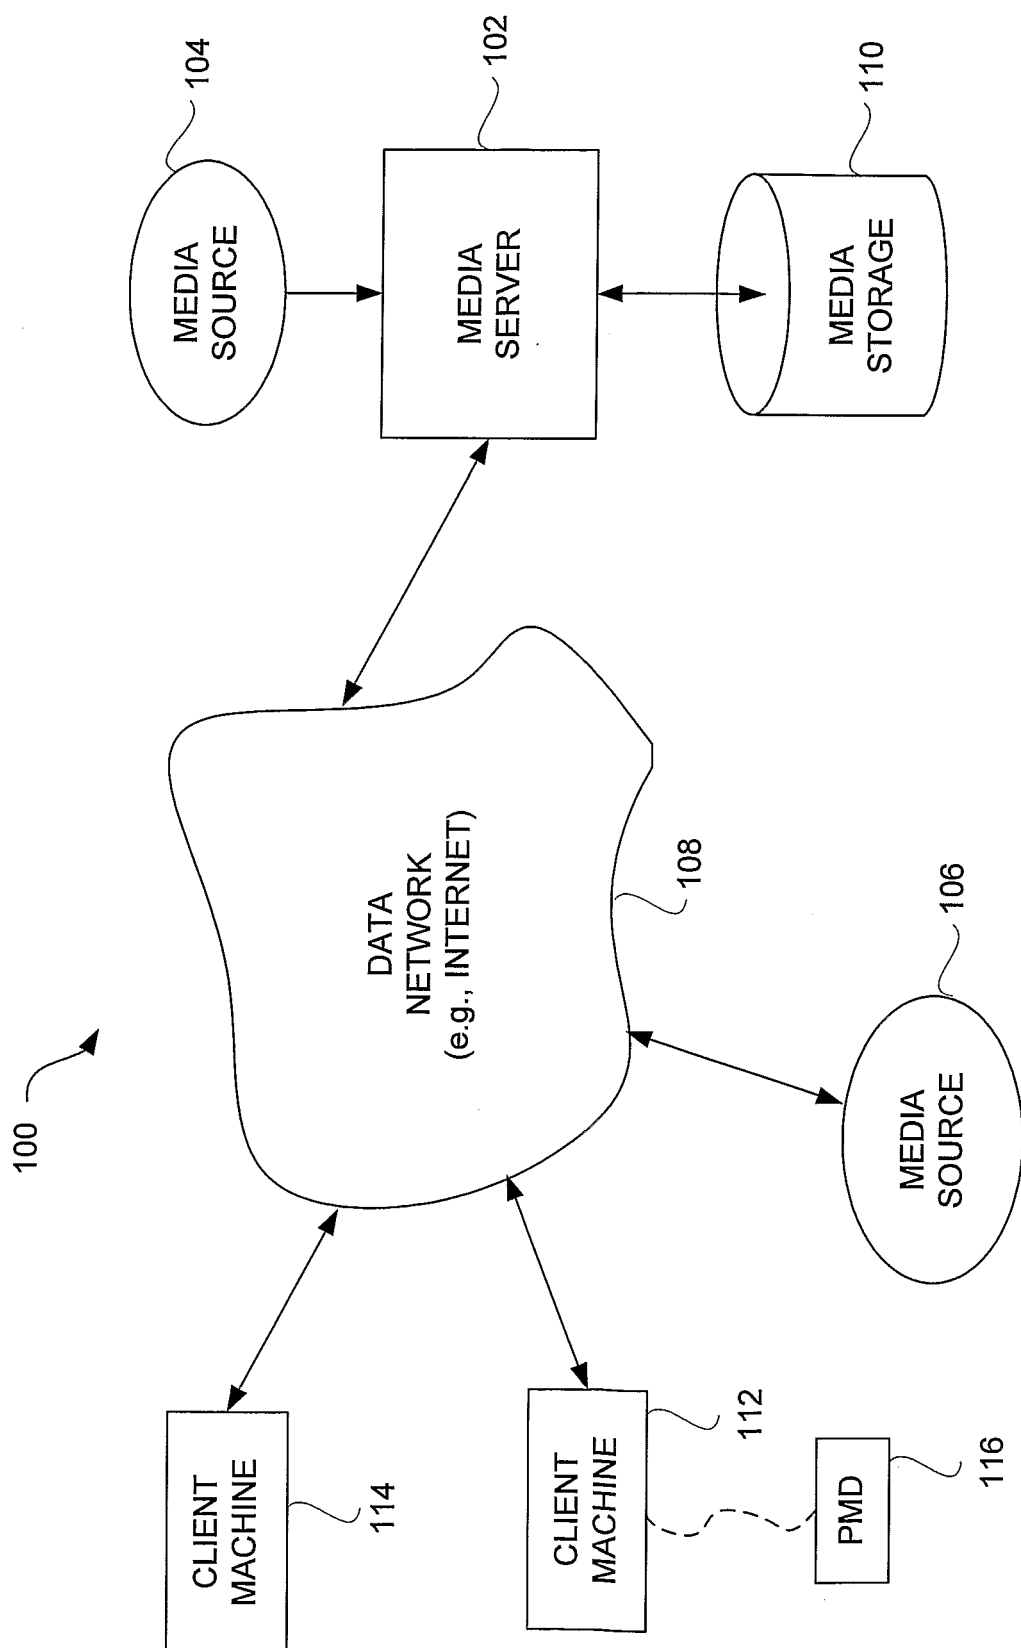 100
CLIENT
MACHINE
114
CLIENT
MACHINE
112
PMD
116
DATA
NETWORK
(e.g., INTERNET)
108
MEDIA
SOURCE
106
MEDIA
SOURCE
104
MEDIA
SERVER
102
MEDIA
STORAGE
110